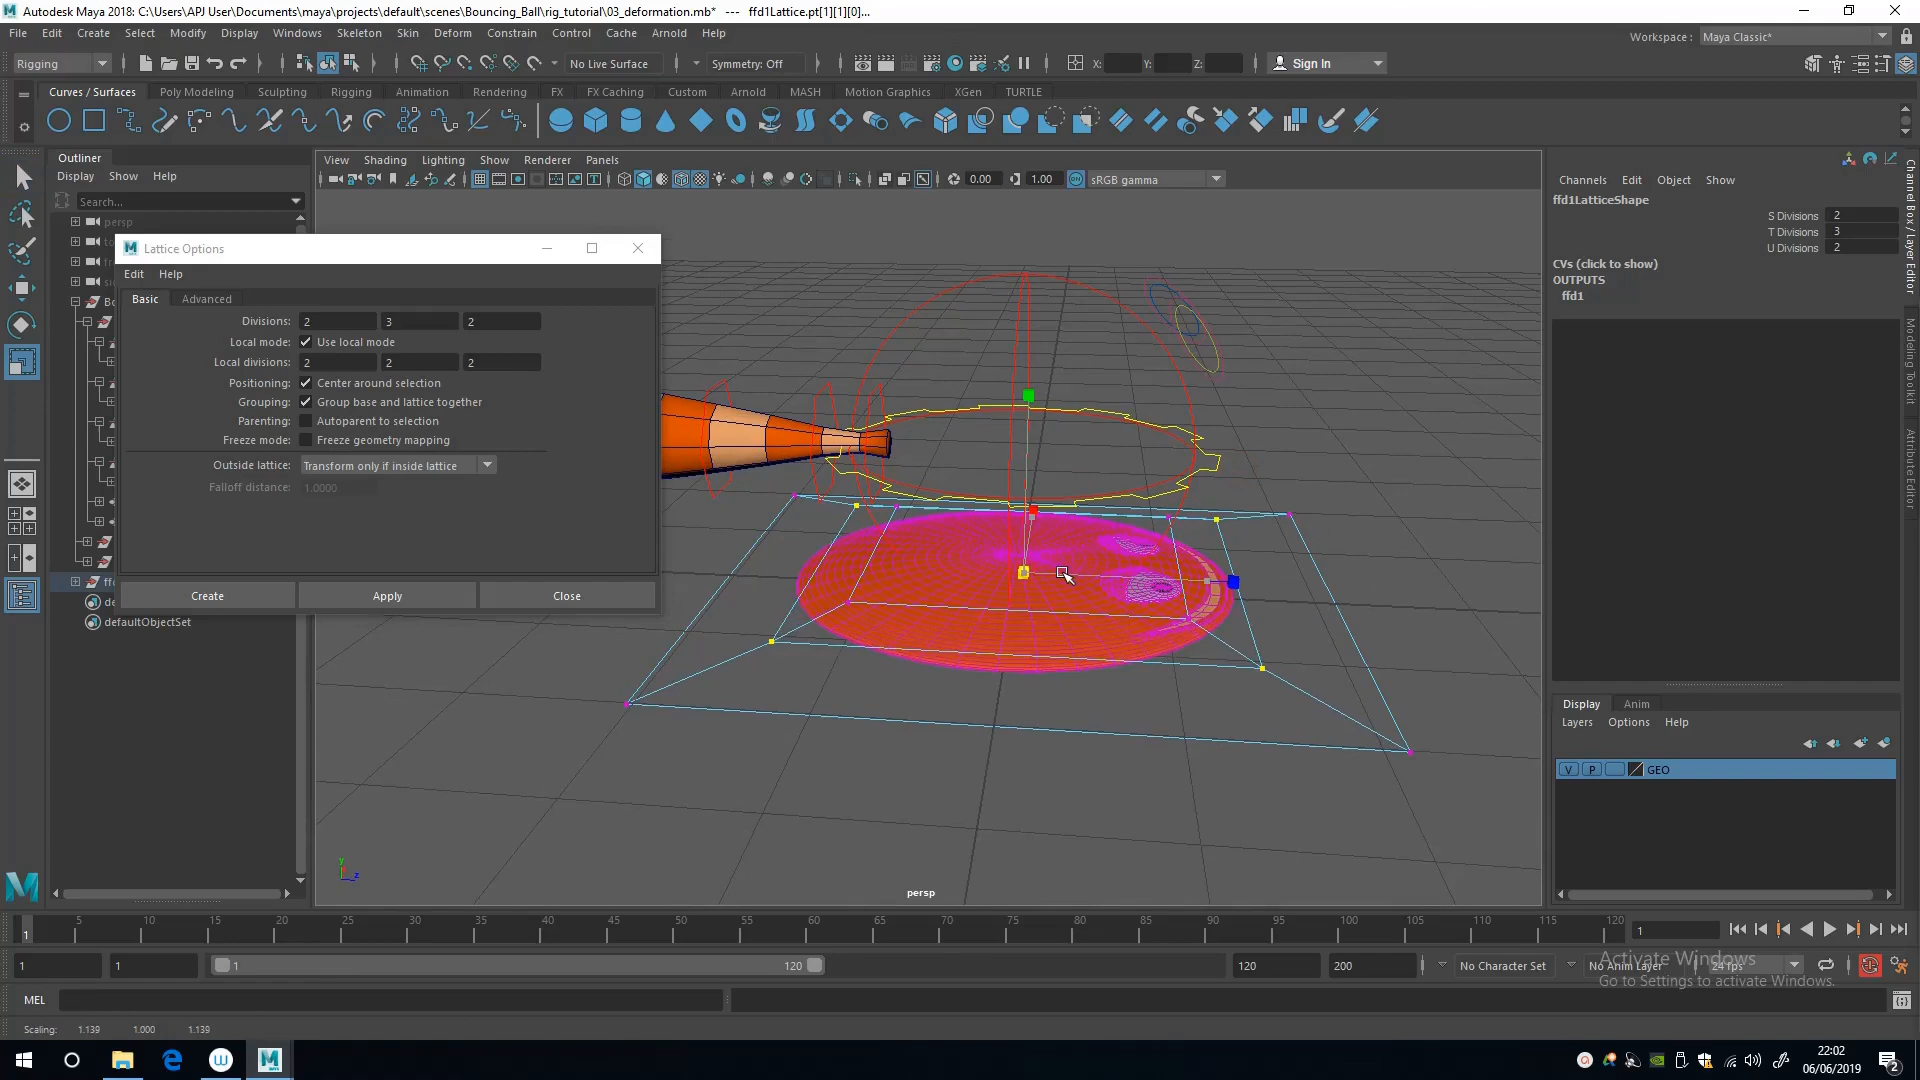 Autodesk Maya 2018: C:\Users\APJ User\Documents\maya\projects\default\scenes\Bouncing_Ball\rig_tutorial\03_deformation.mb*   ---   ffd1Lattice.pt[1][1][0]...
File Edit Create Select Modify Display Windows Skeleton Skin Deform Constrain Control Cache Arnold Help
Workspace : Maya Classic*
Rigging No Live Surface Symmetry: Off X: Y: Z: Sign In
Curves / Surfaces Poly Modeling Sculpting Rigging Animation Rendering FX FX Caching Custom Arnold MASH Motion Graphics XGen TURTLE
Outliner
Display Show Help
Search...
persp
View Shading Lighting Show Renderer Panels
0.00 1.00 sRGB gamma
Lattice Options
Edit Help
Basic Advanced
Divisions: 2 3 2
Local mode: Use local mode
Local divisions: 2 2 2
Positioning: Center around selection
Grouping: Group base and lattice together
Parenting: Autoparent to selection
Freeze mode: Freeze geometry mapping
Outside lattice: Transform only if inside lattice
Falloff distance: 1.0000
Create Apply Close
defaultObjectSet
persp
y
z
Channels Edit Object Show
ffd1LatticeShape
S Divisions 2
T Divisions 3
U Divisions 2
CVs (click to show)
OUTPUTS
ffd1
Channel Box / Layer Editor
Modeling Toolkit
Attribute Editor
Display Anim
Layers Options Help
V P GEO
5 10 15 20 25 30 35 40 45 50 55 60 65 70 75 80 85 90 95 100 105 110 115 120
1 1
1 1 1 120 120 200 No Character Set No Anim Layer 24 fps
Activate Windows
Go to Settings to activate Windows.
MEL
Scaling: 1.139 1.000 1.139
22:02
06/06/2019
2